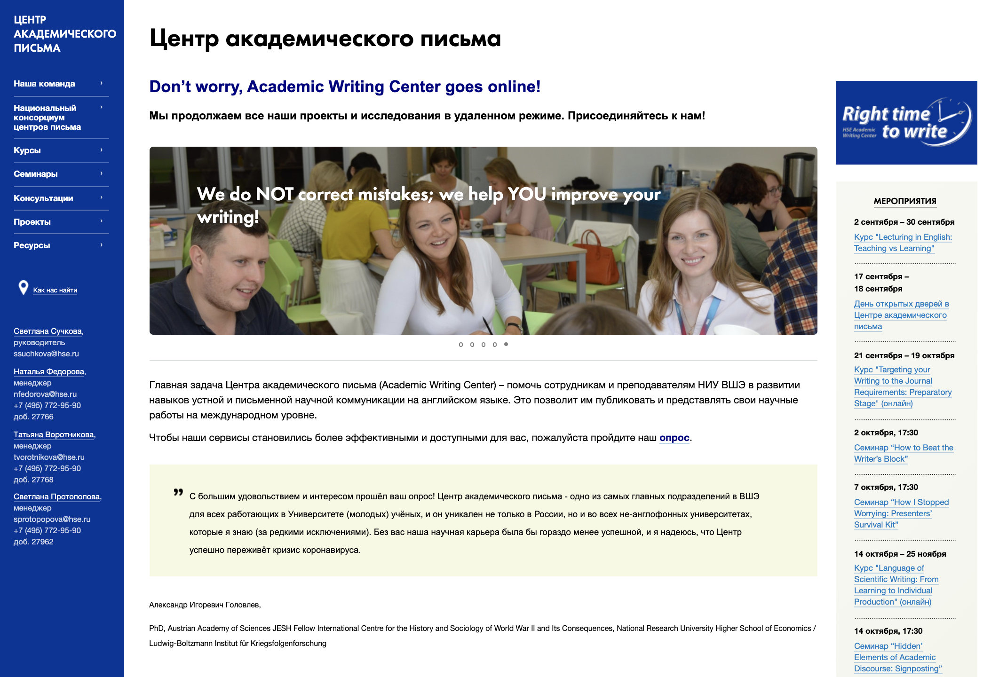 ЦЕНТР
АКАДЕМИЧЕСКОГО
ПИСЬМА
Наша команда
Национальный
консорциум
центров письма
Курсы
Семинары
Консультации
Проекты
Ресурсы
Как нас найти
Светлана Сучкова,
руководитель
ssuchkova@hse.ru
Наталья Федорова,
менеджер
nfedorova@hse.ru
+7 (495) 772-95-90
доб. 27766
Татьяна Воротникова,
менеджер
tvorotnikova@hse.ru
+7 (495) 772-95-90
доб. 27768
Светлана Протопопова,
менеджер
sprotopopova@hse.ru
+7 (495) 772-95-90
доб. 27962
Центр академического письма
Don’t worry, Academic Writing Center goes online!
Мы продолжаем все наши проекты и исследования в удаленном режиме. Присоединяйтесь к нам!
We do NOT correct mistakes; we help YOU improve your
writing!
Главная задача Центра академического письма (Academic Writing Center) – помочь сотрудникам и преподавателям НИУ ВШЭ в развитии
навыков устной и письменной научной коммуникации на английском языке. Это позволит им публиковать и представлять свои научные
работы на международном уровне.
Чтобы наши сервисы становились более эффективными и доступными для вас, пожалуйста пройдите наш опрос.
” С большим удовольствием и интересом прошёл ваш опрос! Центр академического письма - одно из самых главных подразделений в ВШЭ
для всех работающих в Университете (молодых) учёных, и он уникален не только в России, но и во всех не-англофонных университетах,
которые я знаю (за редкими исключениями). Без вас наша научная карьера была бы гораздо менее успешной, и я надеюсь, что Центр
успешно переживёт кризис коронавируса.
Александр Игоревич Головлев,
PhD, Austrian Academy of Sciences JESH Fellow International Centre for the History and Sociology of World War II and Its Consequences, National Research University Higher School of Economics /
Ludwig-Boltzmann Institut für Kriegsfolgenforschung
Right time
HSE Academic
Writing Center
to write
МЕРОПРИЯТИЯ
2 сентября – 30 сентября
Курс "Lecturing in English:
Teaching vs Learning"
17 сентября –
18 сентября
День открытых дверей в
Центре академического
письма
21 сентября – 19 октября
Курс "Targeting your
Writing to the Journal
Requirements: Preparatory
Stage" (онлайн)
2 октября, 17:30
Семинар “How to Beat the
Writer’s Block”
7 октября, 17:30
Семинар “How I Stopped
Worrying: Presenters’
Survival Kit”
14 октября – 25 ноября
Курс "Language of
Scientific Writing: From
Learning to Individual
Production" (онлайн)
14 октября, 17:30
Семинар “Hidden’
Elements of Academic
Discourse: Signposting”